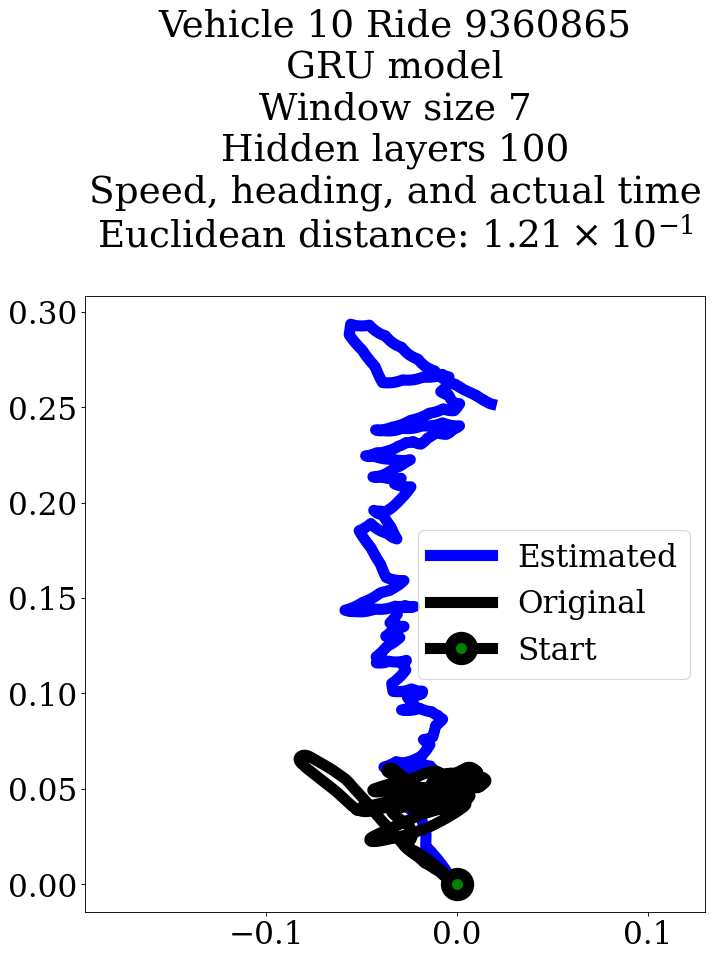 Vehicle 10 Ride 9360865
GRU model
Window size 7
Hidden layers 100
Speed, heading, and actual time
Euclidean distance: 1.21 × 10⁻¹
0.30
0.25
0.20
0.15
0.10
0.05
0.00
Estimated
Original
Start
−0.1
0.0
0.1